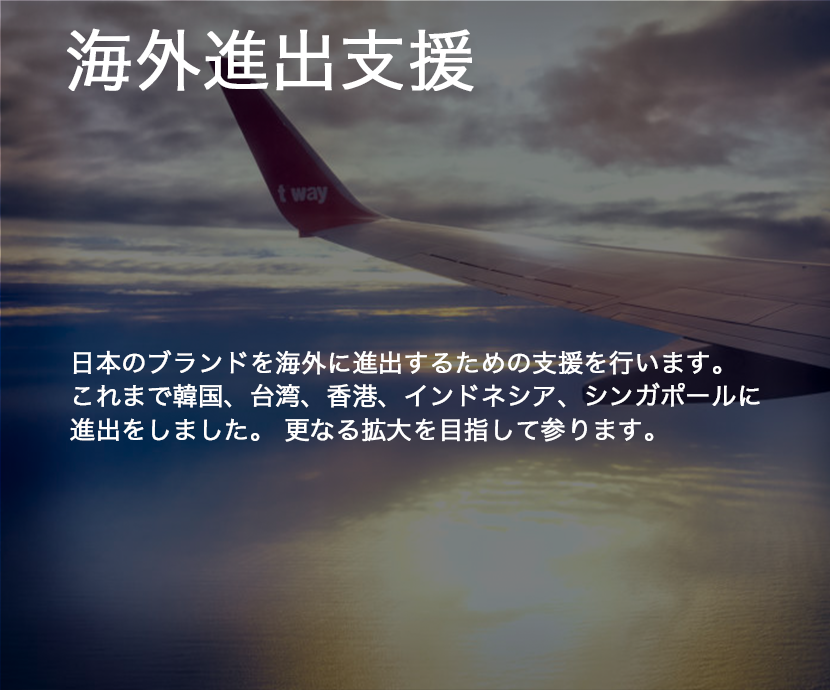 海外進出支援
t'way
日本のブランドを海外に進出するための支援を行います。
これまで韓国、台湾、香港、インドネシア、シンガポールに
進出をしました。 更なる拡大を目指して参ります。